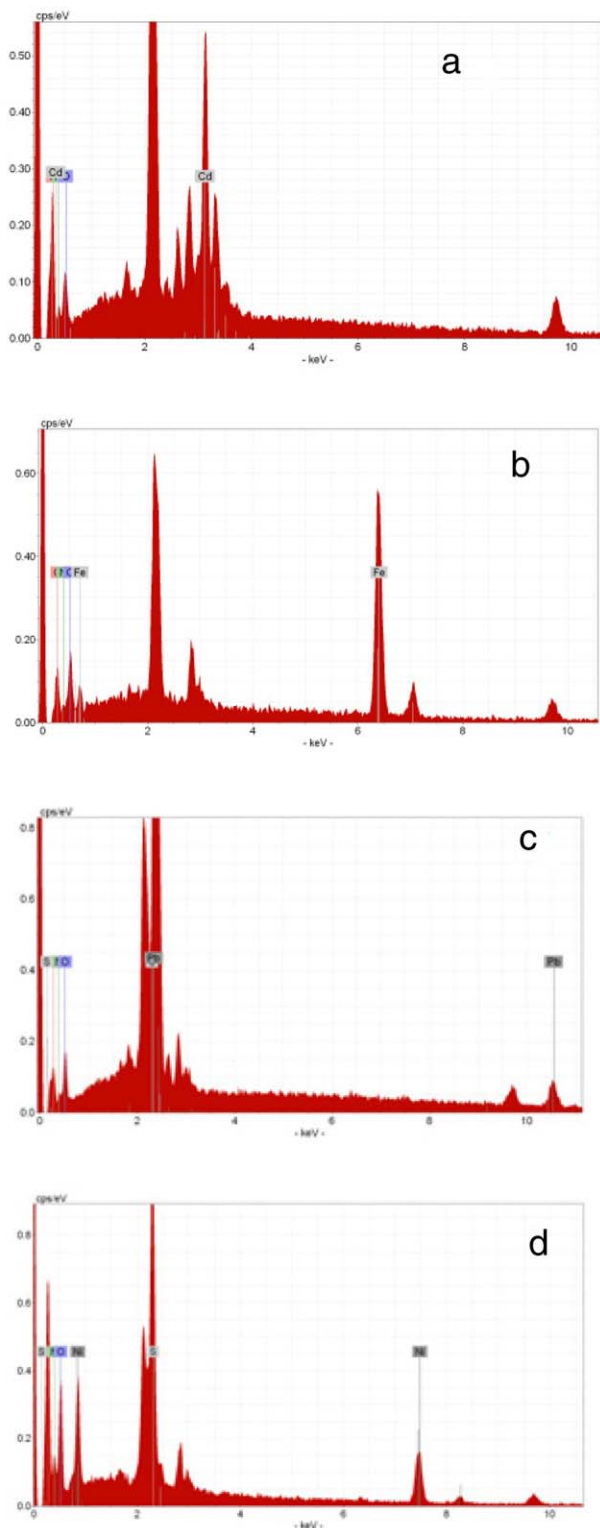 cps/eV
a
0.50
0.40
0.30
Cd O Cd
0.20
0.10
0.00
0 2 4 6 8 10
- keV -
cps/eV
b
0.60
0.40
Fe Fe
0.20
0.00
0 2 4 6 8 10
- keV -
cps/eV
c
0.8
0.6
Pb
0.4 S O Pb
0.2
0.0
0 2 4 6 8 10
- keV -
cps/eV
d
0.8
0.6
0.4 S O Ni S Ni
0.2
0.0
0 2 4 6 8 10
- keV -